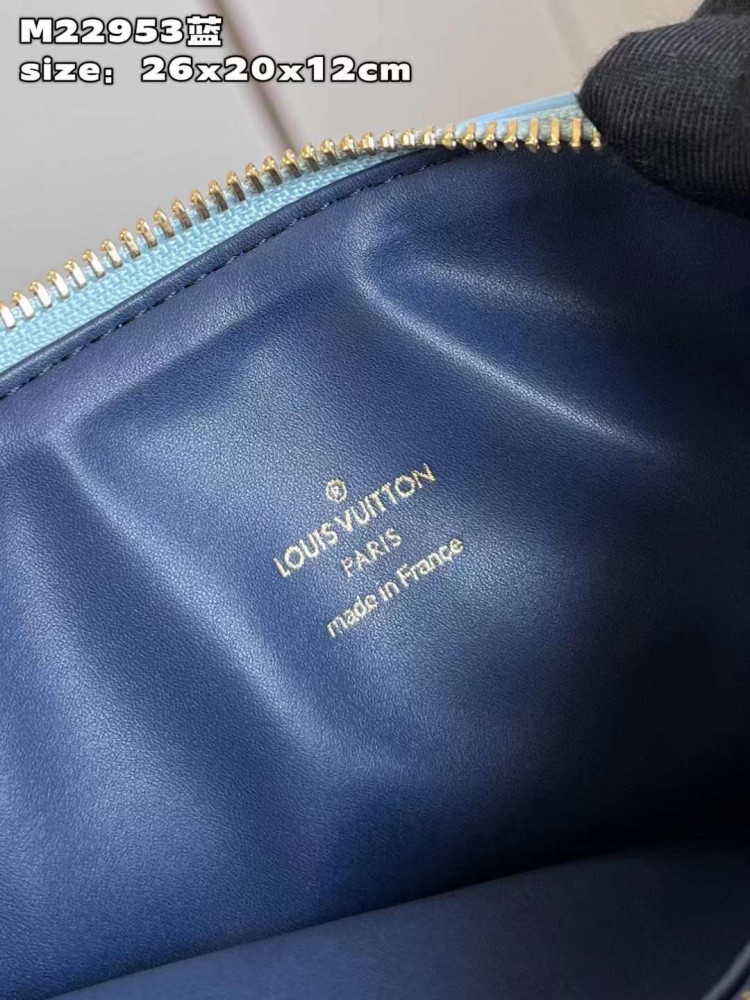 M22953蓝
size：26x20x12cm
®
LOUIS VUITTON
PARIS
made in France